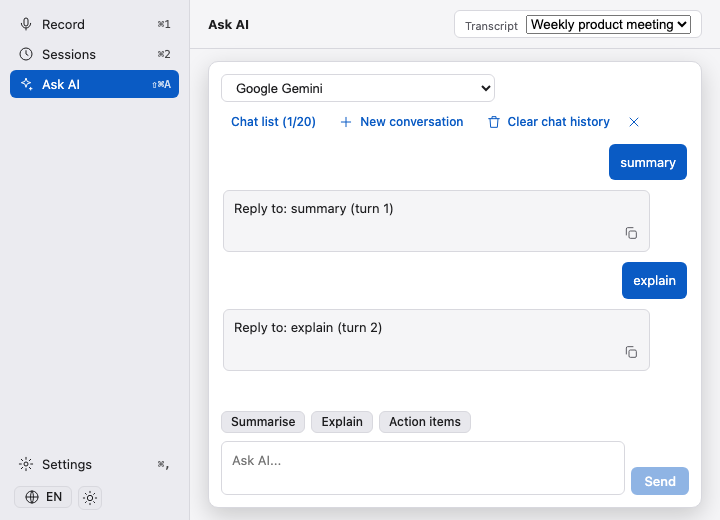 Record ⌘1
Sessions ⌘2
Ask AI ⇧⌘A
Settings ⌘,
EN
Ask AI
Transcript Weekly product meeting
Google Gemini
Chat list (1/20) New conversation Clear chat history
summary
Reply to: summary (turn 1)
explain
Reply to: explain (turn 2)
Summarise Explain Action items
Ask AI...
Send